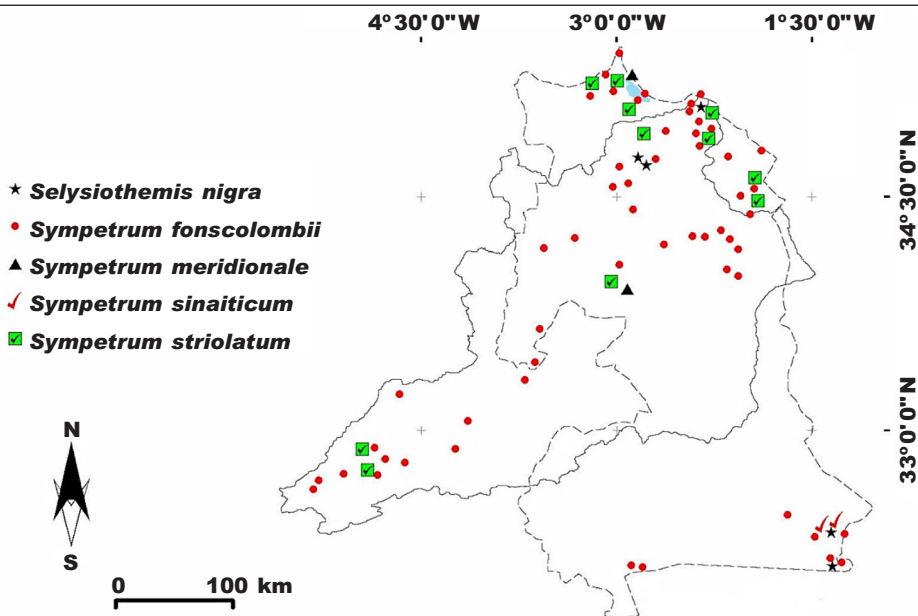 4°30'0"W 3°0'0"W 1°30'0"W
Selysiothemis nigra
Sympetrum fonscolombii
Sympetrum meridionale
Sympetrum sinaiticum
Sympetrum striolatum
34°30'0"N
33°0'0"N
N
S
0 100 km